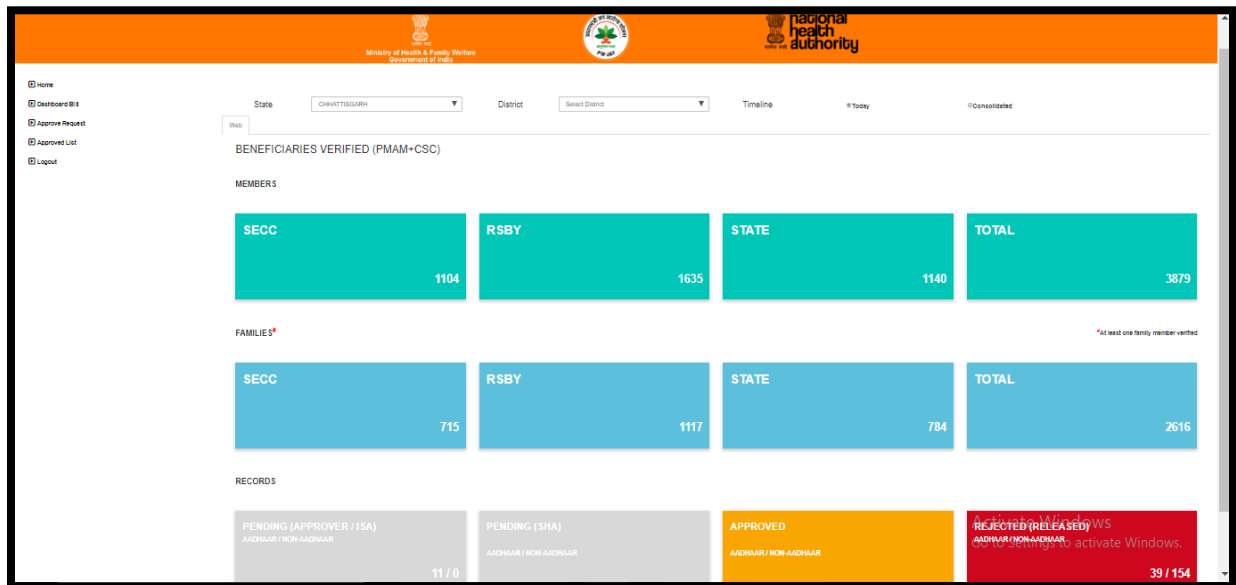 Ministry of Health & Family Welfare
Government of India
PM-JAY
national
health
authority
Home
Dashboard BI 8
Approve Request
Approved List
Logout
State CHHATTISGARH District Select District Timeline Today Consolidated
Web
BENEFICIARIES VERIFIED (PMAM+CSC)
MEMBERS
SECC RSBY STATE TOTAL
1104 1635 1140 3879
FAMILIES# #At least one family member verified
SECC RSBY STATE TOTAL
715 1117 784 2616
RECORDS
PENDING (APPROVER / ISA) PENDING (SHA) APPROVED REJECTED (RELEASED)
AADHAAR / NON-AADHAAR AADHAAR / NON-AADHAAR AADHAAR / NON-AADHAAR AADHAAR / NON-AADHAAR
11 / 0 39 / 154
Activate Windows
Go to Settings to activate Windows.